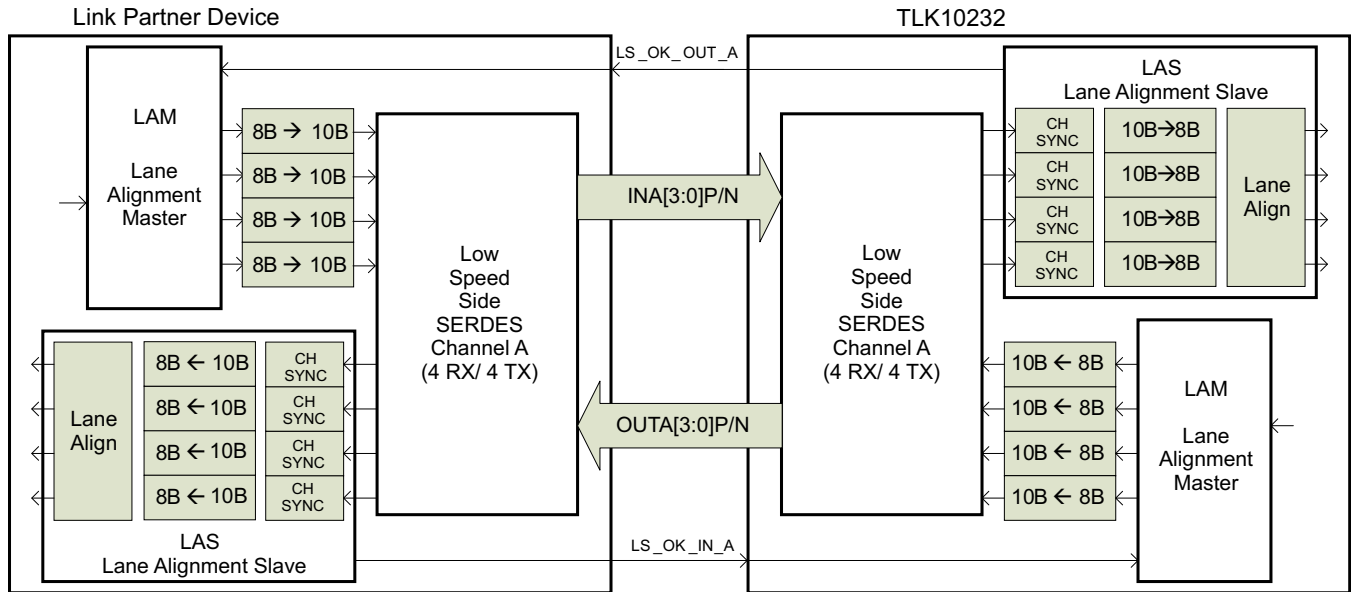 Link Partner Device
TLK10232
LS_OK_OUT_A
LAM
Lane
Alignment
Master
8B → 10B
8B → 10B
8B → 10B
8B → 10B
Low
Speed
Side
SERDES
Channel A
(4 RX/ 4 TX)
INA[3:0]P/N
OUTA[3:0]P/N
Low
Speed
Side
SERDES
Channel A
(4 RX/ 4 TX)
LAS
Lane Alignment Slave
CH
SYNC
CH
SYNC
CH
SYNC
CH
SYNC
10B→8B
10B→8B
10B→8B
10B→8B
Lane
Align
Lane
Align
8B ← 10B
8B ← 10B
8B ← 10B
8B ← 10B
CH
SYNC
CH
SYNC
CH
SYNC
CH
SYNC
LAS
Lane Alignment Slave
LS_OK_IN_A
10B ← 8B
10B ← 8B
10B ← 8B
10B ← 8B
LAM
Lane
Alignment
Master